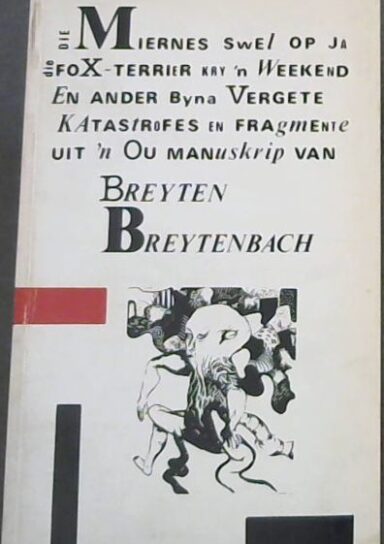 DIE MIERNES SWEL OP JA
die FOX-TERRIER KRY 'n WEEKEND
EN ANDER Byna VERGETE
KATAStROFES EN FRAgmENtE
UIT 'n OU MANuskrip VAN
BREYTEN
BREYTENBACH